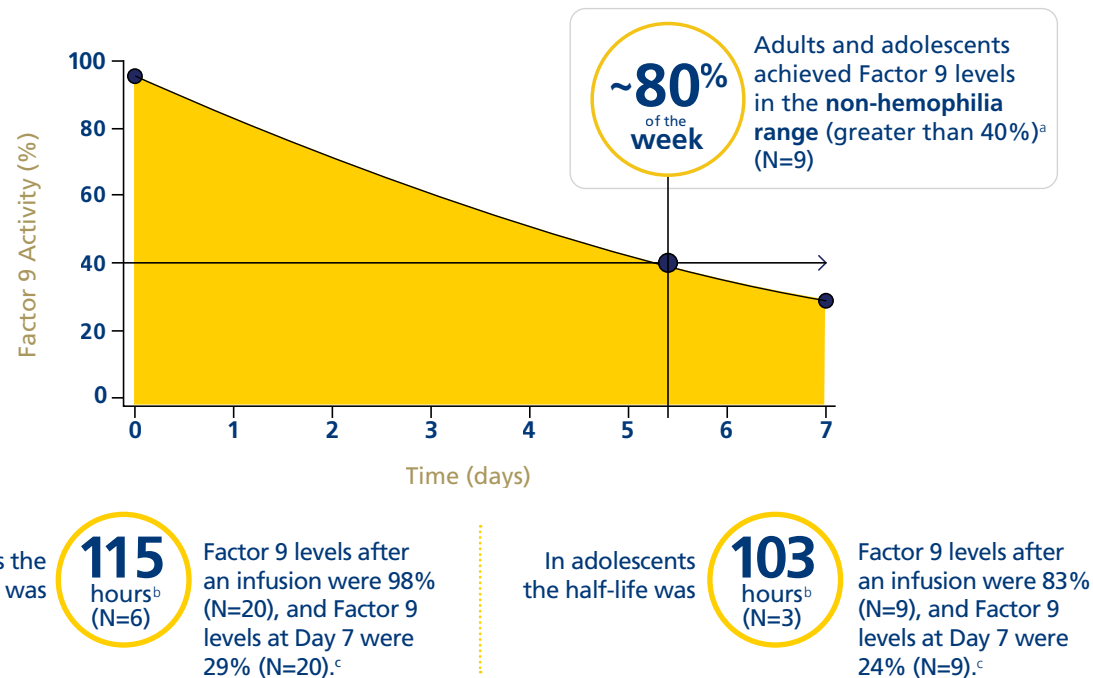 ~80%
of the
week
Adults and adolescents
achieved Factor 9 levels
in the non-hemophilia
range (greater than 40%)ᵃ
(N=9)
Factor 9 Activity (%)
100
80
60
40
20
0
0 1 2 3 4 5 6 7
Time (days)
s the
was
115
hoursᵇ
(N=6)
Factor 9 levels after
an infusion were 98%
(N=20), and Factor 9
levels at Day 7 were
29% (N=20).ᶜ
In adolescents
the half-life was
103
hoursᵇ
(N=3)
Factor 9 levels after
an infusion were 83%
(N=9), and Factor 9
levels at Day 7 were
24% (N=9).ᶜ